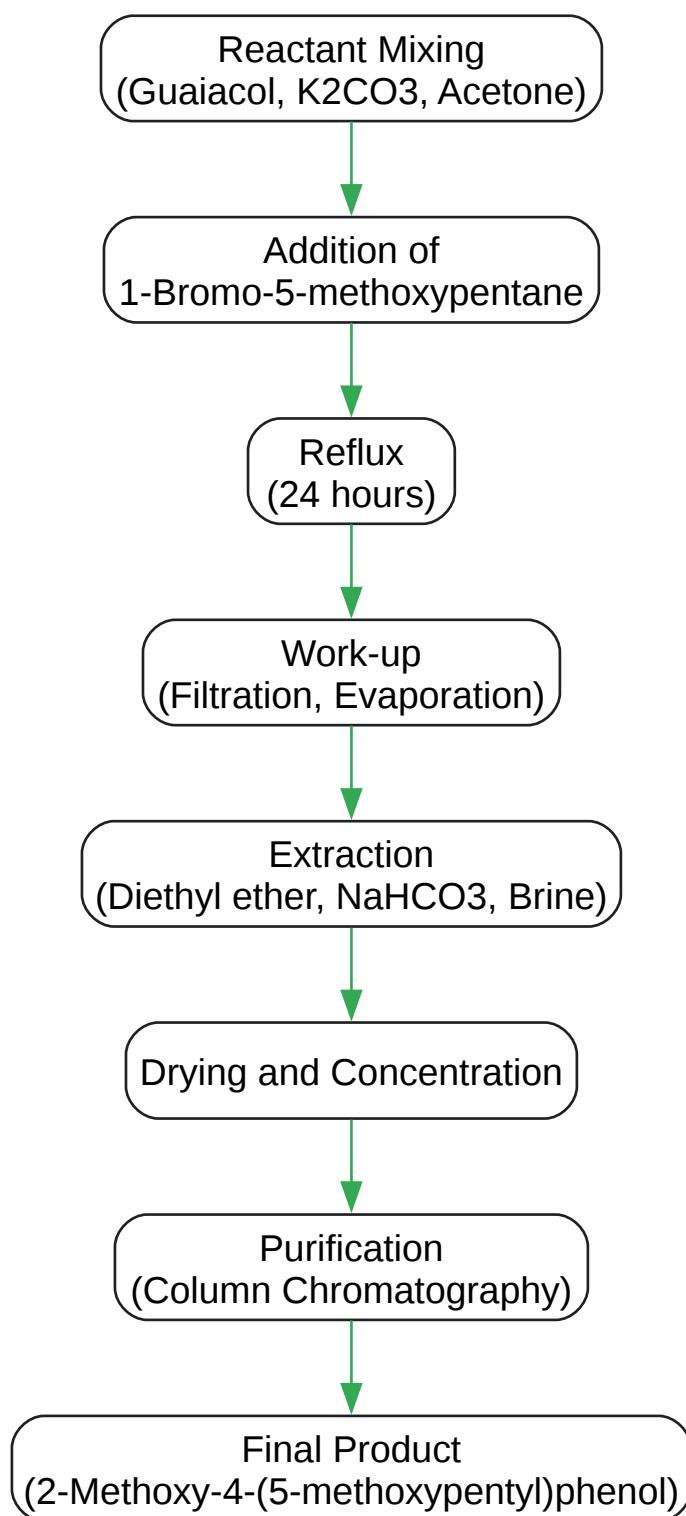 Reactant Mixing
(Guaiacol, K2CO3, Acetone)
Addition of
1-Bromo-5-methoxypentane
Reflux
(24 hours)
Work-up
(Filtration, Evaporation)
Extraction
(Diethyl ether, NaHCO3, Brine)
Drying and Concentration
Purification
(Column Chromatography)
Final Product
(2-Methoxy-4-(5-methoxypentyl)phenol)